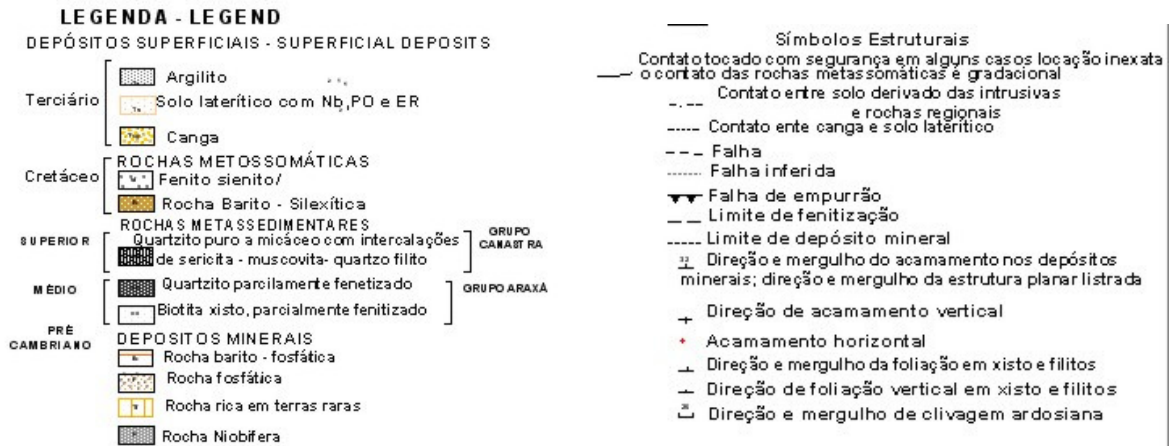 LEGENDA - LEGEND
DEPÓSITOS SUPERFICIAIS - SUPERFICIAL DEPOSITS
Terciário
Argilito
Solo laterítico com Nb,PO e ER
Canga
Cretáceo
ROCHAS METOSSOMÁTICAS
Fenito sienito/
Rocha Barito - Silexítica
ROCHAS METASSEDIMENTARES
SUPERIOR
Quartzito puro a micáceo com intercalações
de sericita - muscovita- quartzo filito
GRUPO
CANASTRA
MÉDIO
Quartzito parcilamente fenetizado
Biotita xisto, parcialmente fenitizado
GRUPO ARAXÁ
PRÉ
CAMBRIANO
DEPOSITOS MINERAIS
Rocha barito - fosfática
Rocha fosfática
Rocha rica em terras raras
Rocha Niobifera
Símbolos Estruturais
Contato tocado com segurança em alguns casos locação inexata
o contato das rochas metassomáticas é gradacional
Contato entre solo derivado das intrusivas
e rochas regionais
Contato ente canga e solo laterítico
Falha
Falha inferida
Falha de empurrão
Limite de fenitização
Limite de depósito mineral
Direção e mergulho do acamamento nos depósitos
minerais; direção e mergulho da estrutura planar listrada
Direção de acamamento vertical
Acamamento horizontal
Direção e mergulho da foliação em xisto e filitos
Direção de foliação vertical em xisto e filitos
Direção e mergulho de clivagem ardosiana